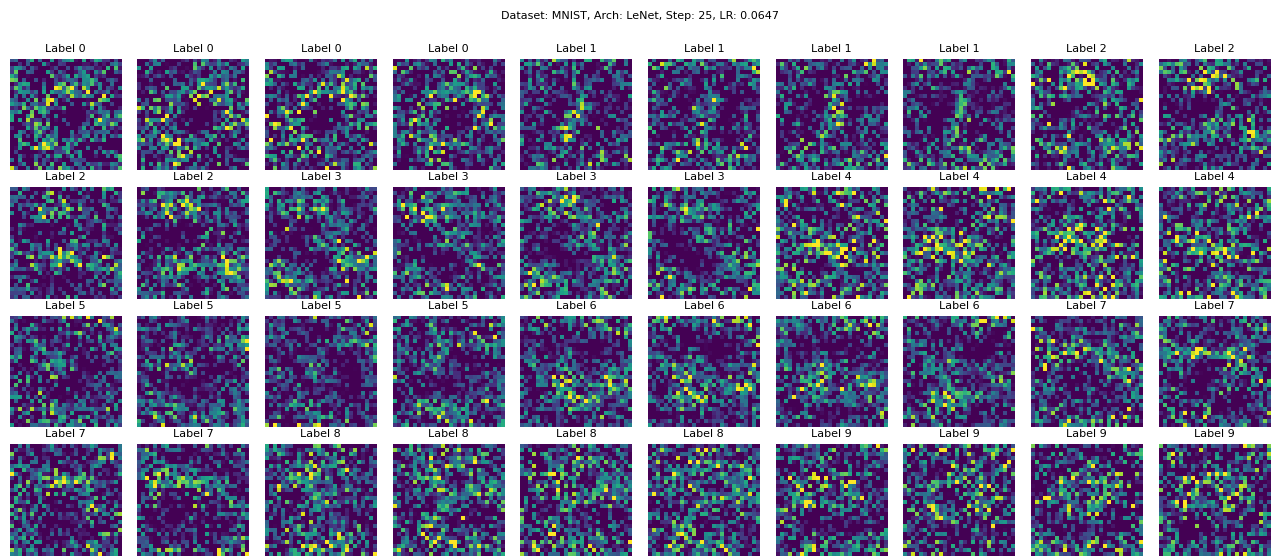 Dataset: MNIST, Arch: LeNet, Step: 25, LR: 0.0647
Label 0 Label 0 Label 0 Label 0 Label 1 Label 1 Label 1 Label 1 Label 2 Label 2
Label 2 Label 2 Label 3 Label 3 Label 3 Label 3 Label 4 Label 4 Label 4 Label 4
Label 5 Label 5 Label 5 Label 5 Label 6 Label 6 Label 6 Label 6 Label 7 Label 7
Label 7 Label 7 Label 8 Label 8 Label 8 Label 8 Label 9 Label 9 Label 9 Label 9